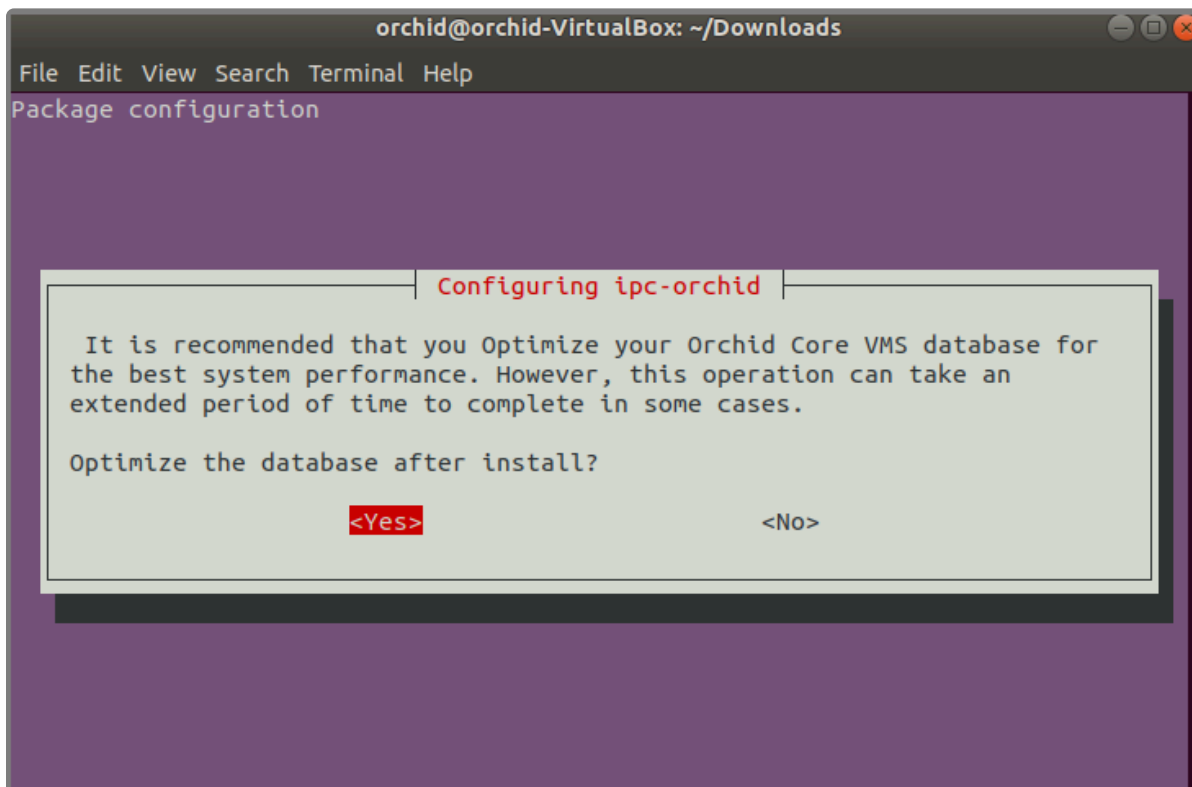 orchid@orchid-VirtualBox: ~/Downloads
File Edit View Search Terminal Help
Package configuration
Configuring ipc-orchid
It is recommended that you Optimize your Orchid Core VMS database for
the best system performance. However, this operation can take an
extended period of time to complete in some cases.
Optimize the database after install?
<Yes> <No>